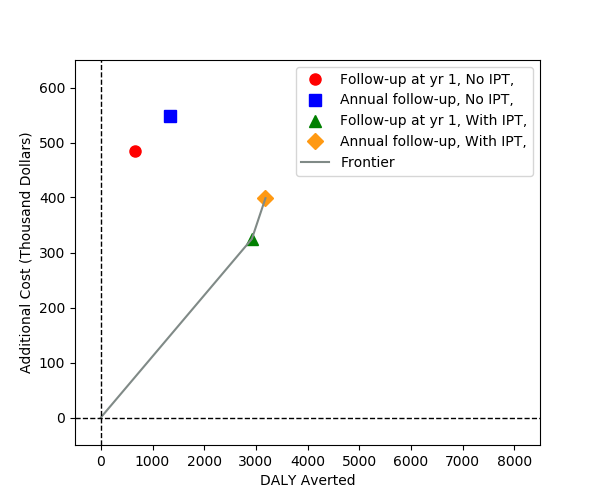 Follow-up at yr 1, No IPT,
Annual follow-up, No IPT,
Follow-up at yr 1, With IPT,
Annual follow-up, With IPT,
Frontier
Additional Cost (Thousand Dollars)
600
500
400
300
200
100
0
0 1000 2000 3000 4000 5000 6000 7000 8000
DALY Averted